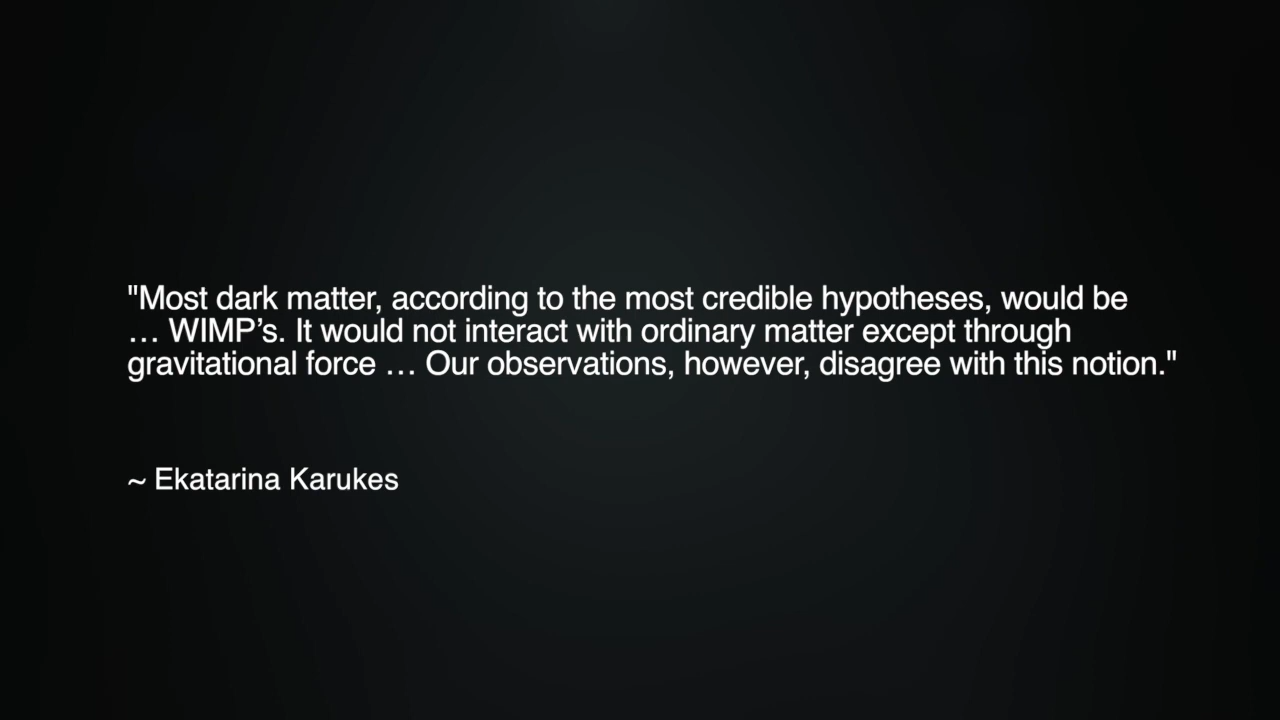 "Most dark matter, according to the most credible hypotheses, would be
… WIMP’s. It would not interact with ordinary matter except through
gravitational force … Our observations, however, disagree with this notion."
~ Ekatarina Karukes